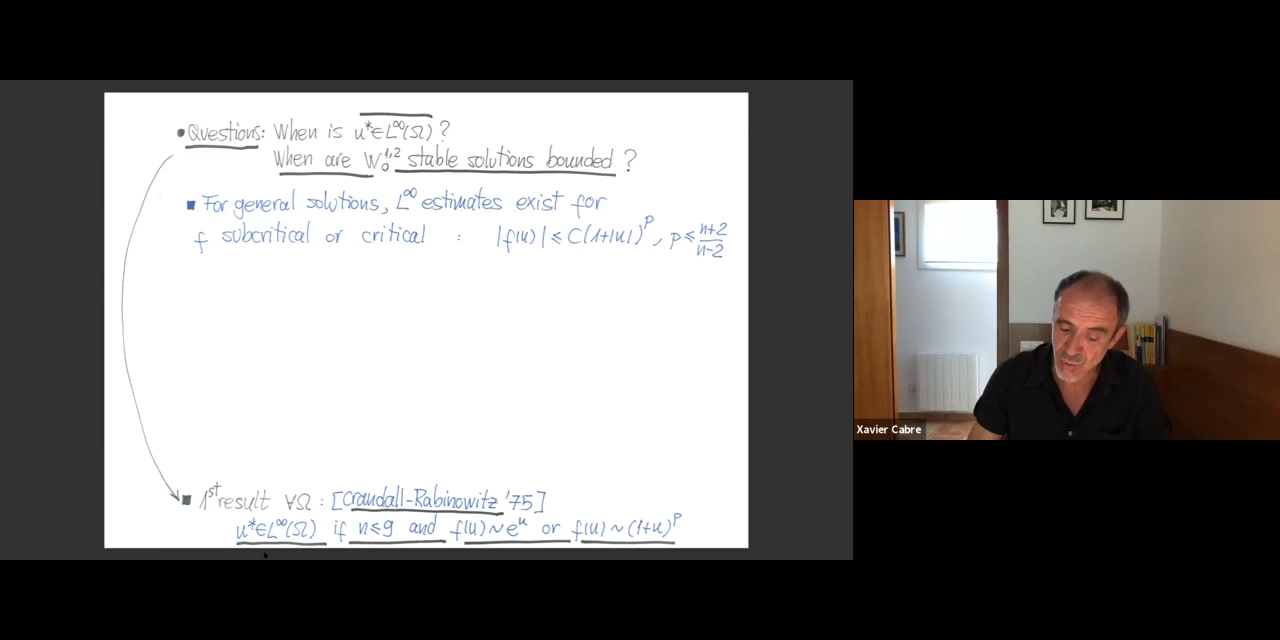 • Questions: When is u*∈L^∞(Ω)?
When are W₀^{1,2} stable solutions bounded?
▪ For general solutions, L^∞ estimates exist for
f subcritical or critical : |f(u)| ≤ C(1+|u|)^p, p ≤ \frac{n+2}{n-2}
▪ 1st result ∀Ω: [Crandall-Rabinowitz '75]
u*∈L^∞(Ω) if n≤9 and f(u)~e^u or f(u)~(1+u)^p
Xavier Cabre